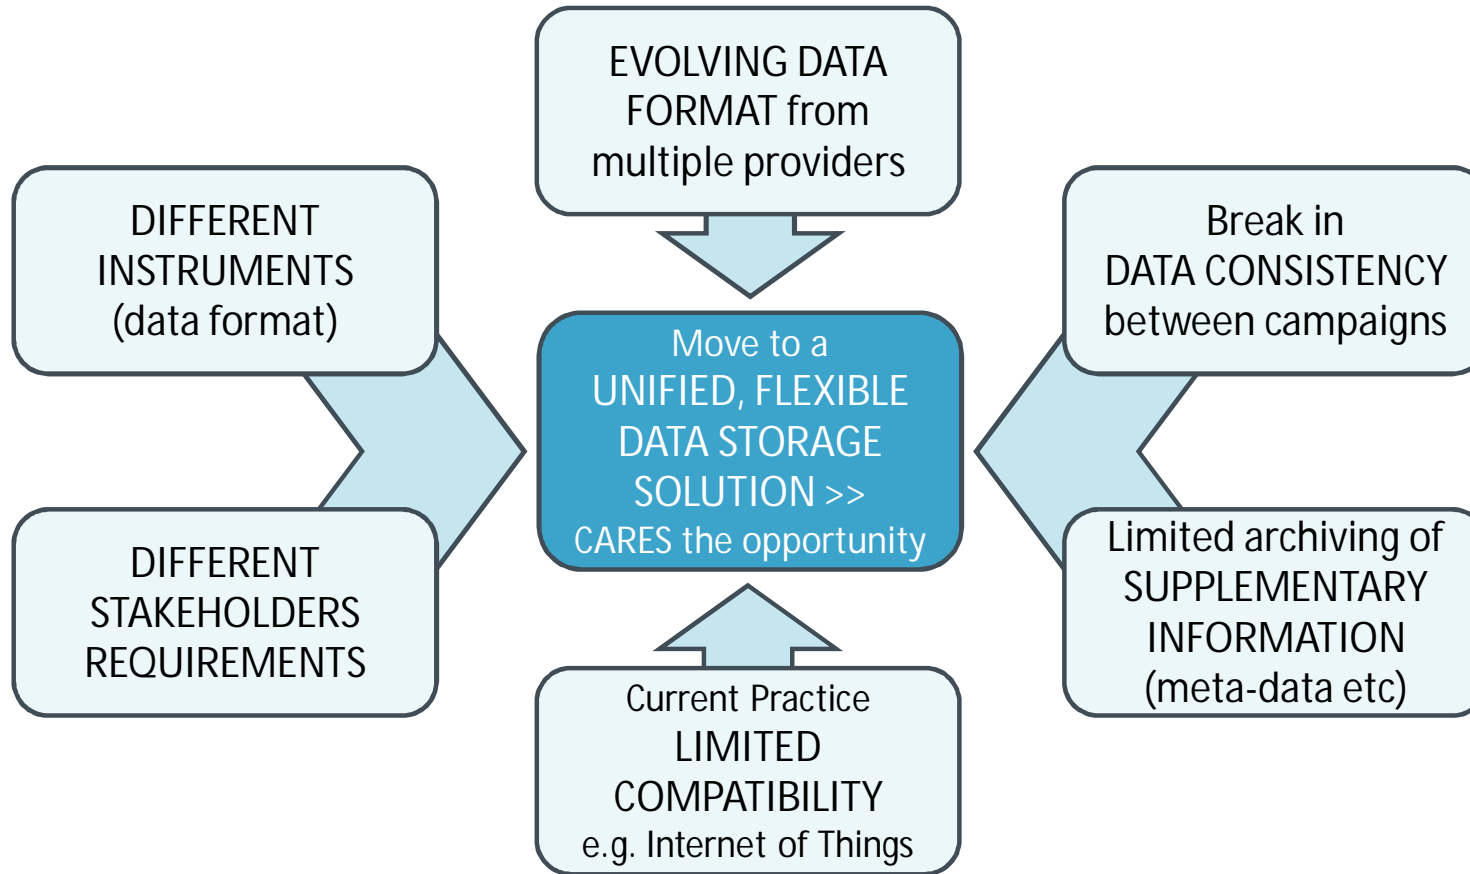 EVOLVING DATA
FORMAT from
multiple providers
DIFFERENT
INSTRUMENTS
(data format)
Break in
DATA CONSISTENCY
between campaigns
Move to a
UNIFIED, FLEXIBLE
DATA STORAGE
SOLUTION >>
CARES the opportunity
DIFFERENT
STAKEHOLDERS
REQUIREMENTS
Limited archiving of
SUPPLEMENTARY
INFORMATION
(meta-data etc)
Current Practice
LIMITED
COMPATIBILITY
e.g. Internet of Things